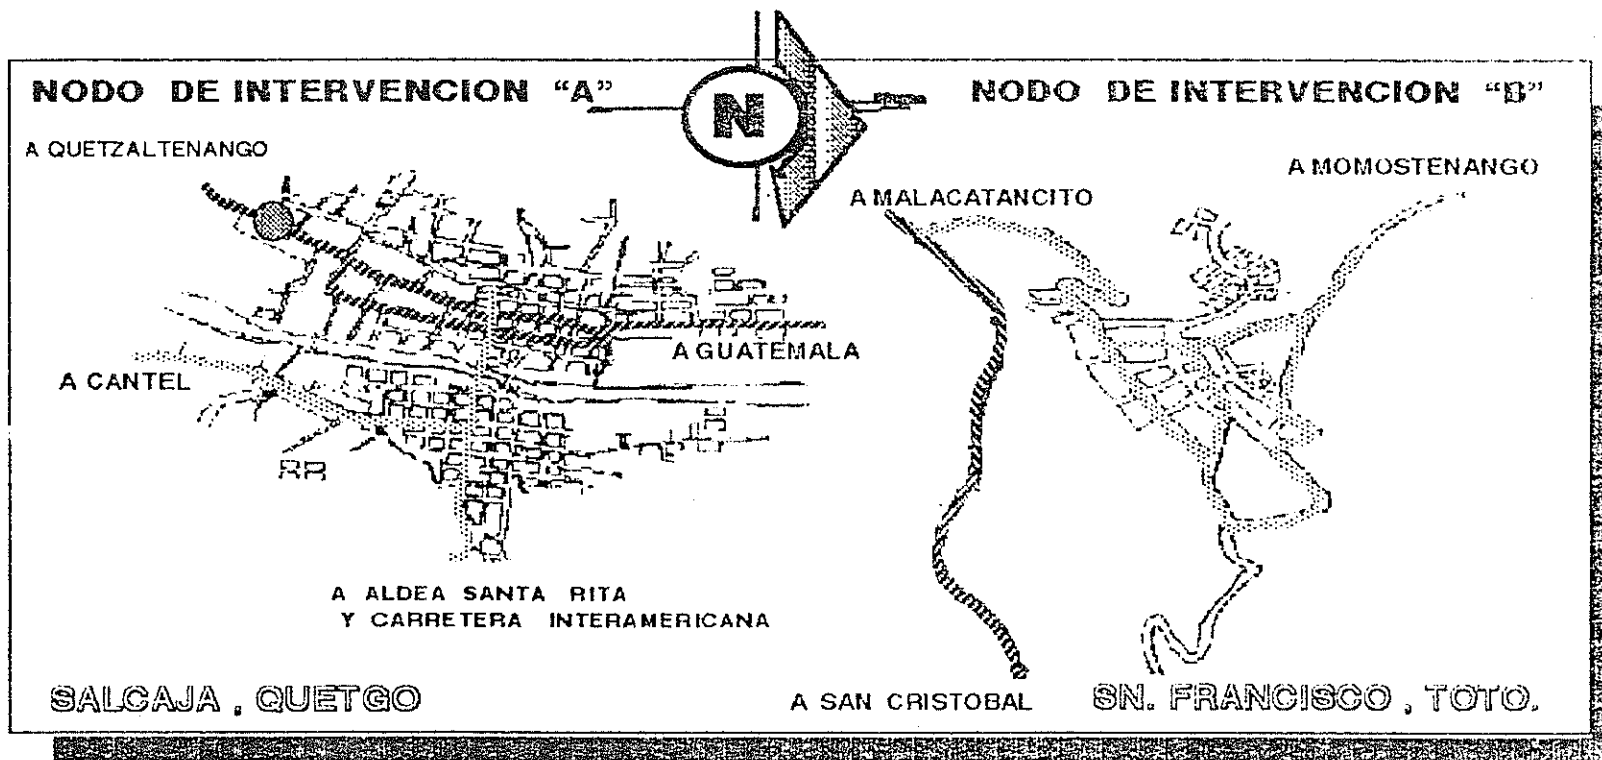 NODO DE INTERVENCION “A”
N
NODO DE INTERVENCION “B”
A QUETZALTENANGO
A MOMOSTENANGO
A MALACATANCITO
A GUATEMALA
A CANTEL
A ALDEA SANTA RITA
Y CARRETERA INTERAMERICANA
SALCAJA , QUETGO
A SAN CRISTOBAL
SN. FRANCISCO , TOTO.